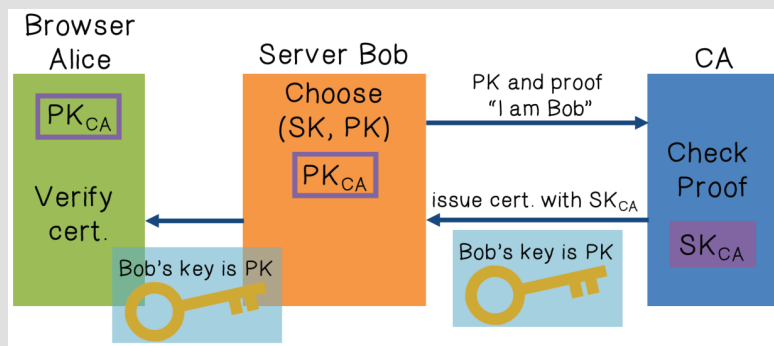 Browser
Alice
PK_CA
Verify
cert.
Server Bob
Choose
(SK, PK)
PK_CA
PK and proof
"I am Bob"
issue cert. with SK_CA
CA
Check
Proof
SK_CA
Bob's key is PK
Bob's key is PK